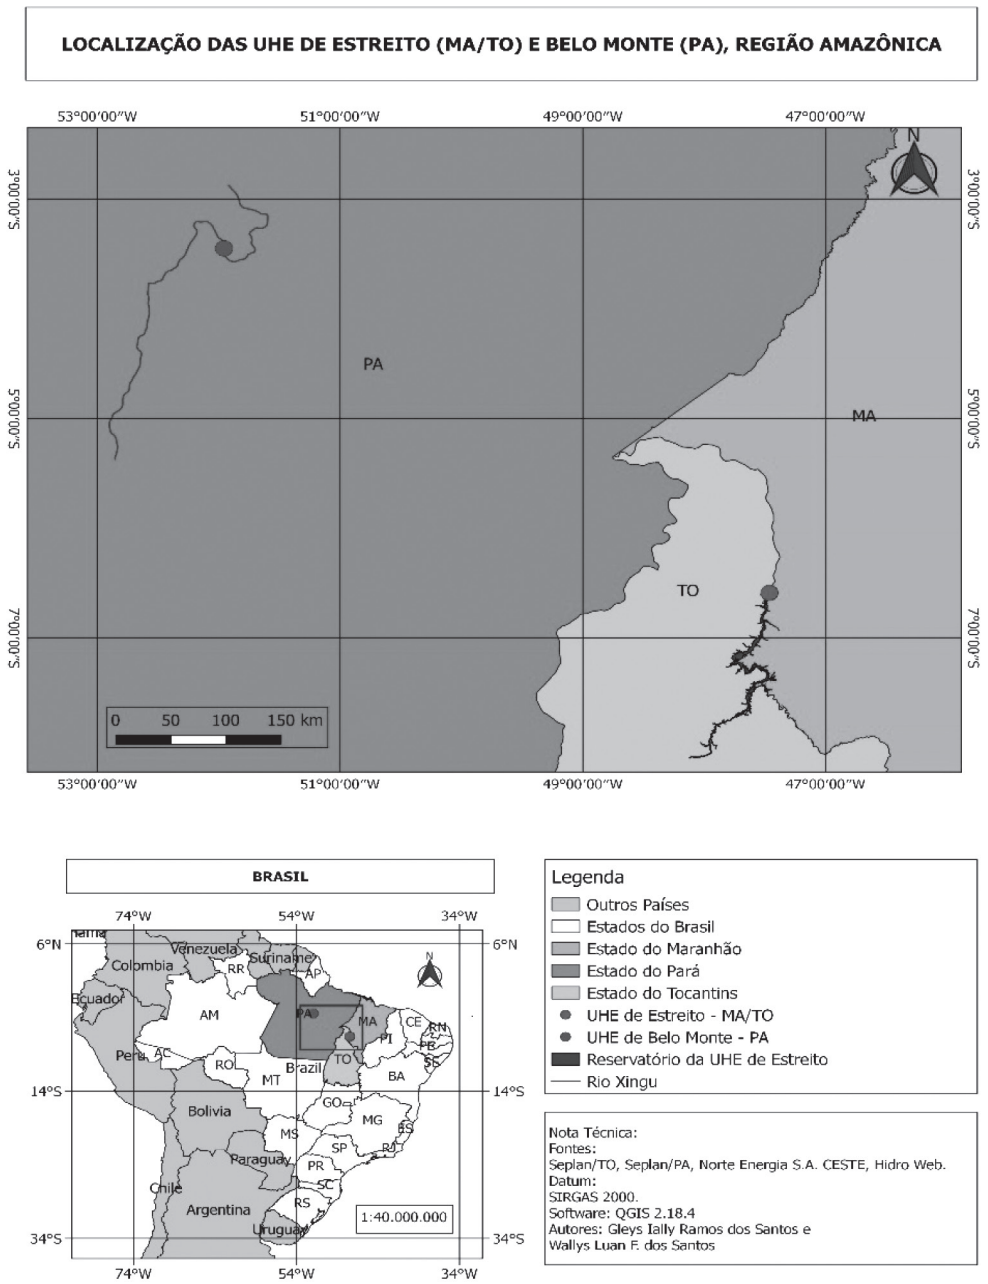 LOCALIZAÇÃO DAS UHE DE ESTREITO (MA/TO) E BELO MONTE (PA), REGIÃO AMAZÔNICA
53°00'00"W 51°00'00"W 49°00'00"W 47°00'00"W
N
3°00'00"S 3°00'00"S
PA
5°00'00"S 5°00'00"S
MA
TO
7°00'00"S 7°00'00"S
0 50 100 150 km
53°00'00"W 51°00'00"W 49°00'00"W 47°00'00"W
BRASIL
74°W 54°W 34°W
6°N 6°N
Venezuela
Suriname
N
Colombia
RR
AP
Ecuador
AM
PA
MA
CE
RN
PI
PB
Peru
AC
RO
TO
SE
Brazil
MT
BA
14°S 14°S
Bolivia
GO
MG
ES
MS
SP
RJ
Paraguay
PR
SC
Chile
Argentina
RS
Uruguay
1:40.000.000
34°S 34°S
74°W 54°W 34°W
Legenda
Outros Países
Estados do Brasil
Estado do Maranhão
Estado do Pará
Estado do Tocantins
UHE de Estreito - MA/TO
UHE de Belo Monte - PA
Reservatório da UHE de Estreito
Rio Xingu
Nota Técnica:
Fontes:
Seplan/TO, Seplan/PA, Norte Energia S.A. CESTE, Hidro Web.
Datum:
SIRGAS 2000.
Software: QGIS 2.18.4
Autores: Gleys Ially Ramos dos Santos e
Wallys Luan F. dos Santos